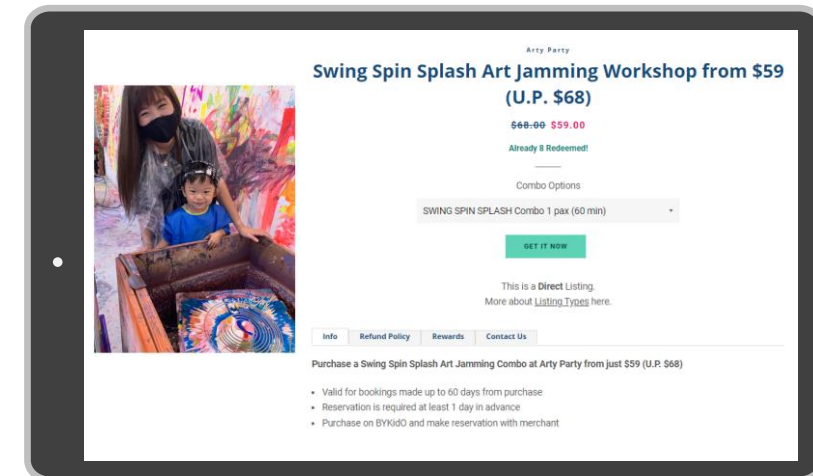 Arty Party
Swing Spin Splash Art Jamming Workshop from $59
(U.P. $68)
$68.00 $59.00
Already 8 Redeemed!
Combo Options
SWING SPIN SPLASH Combo 1 pax (60 min)
GET IT NOW
This is a Direct Listing.
More about Listing Types here.
Info Refund Policy Rewards Contact Us
Purchase a Swing Spin Splash Art Jamming Combo at Arty Party from just $59 (U.P. $68)
• Valid for bookings made up to 60 days from purchase
• Reservation is required at least 1 day in advance
• Purchase on BYKidO and make reservation with merchant